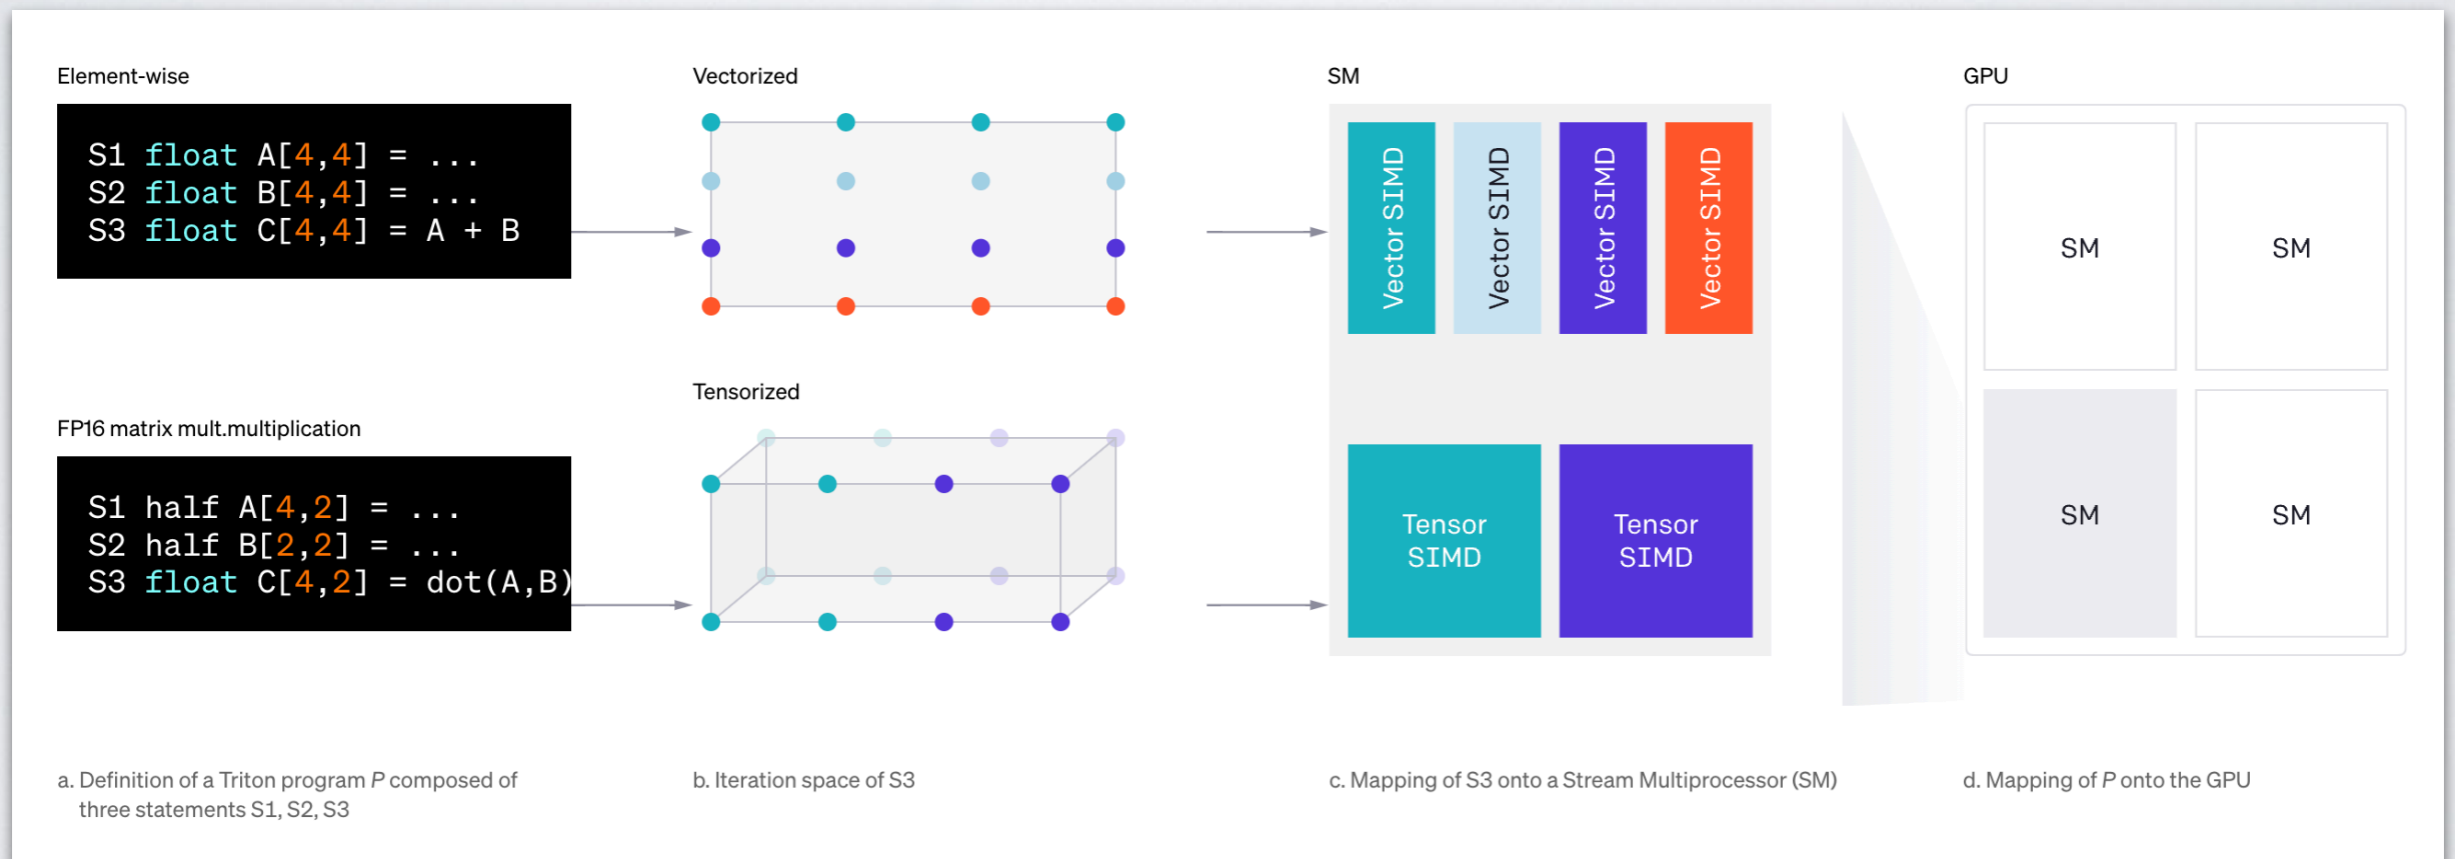 Element-wise
S1 float A[4,4] = ...
S2 float B[4,4] = ...
S3 float C[4,4] = A + B
FP16 matrix mult.multiplication
S1 half A[4,2] = ...
S2 half B[2,2] = ...
S3 float C[4,2] = dot(A,B)
Vectorized
Tensorized
SM
Vector SIMD
Vector SIMD
Vector SIMD
Vector SIMD
Tensor
SIMD
Tensor
SIMD
GPU
SM
SM
SM
SM
a. Definition of a Triton program P composed of
three statements S1, S2, S3
b. Iteration space of S3
c. Mapping of S3 onto a Stream Multiprocessor (SM)
d. Mapping of P onto the GPU